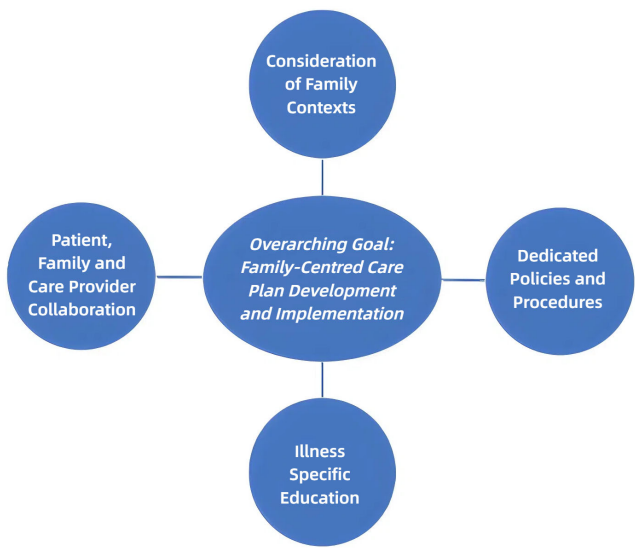 Consideration
of Family
Contexts
Patient,
Family and
Care Provider
Collaboration
Overarching Goal:
Family-Centred Care
Plan Development
and Implementation
Dedicated
Policies and
Procedures
Illness
Specific
Education